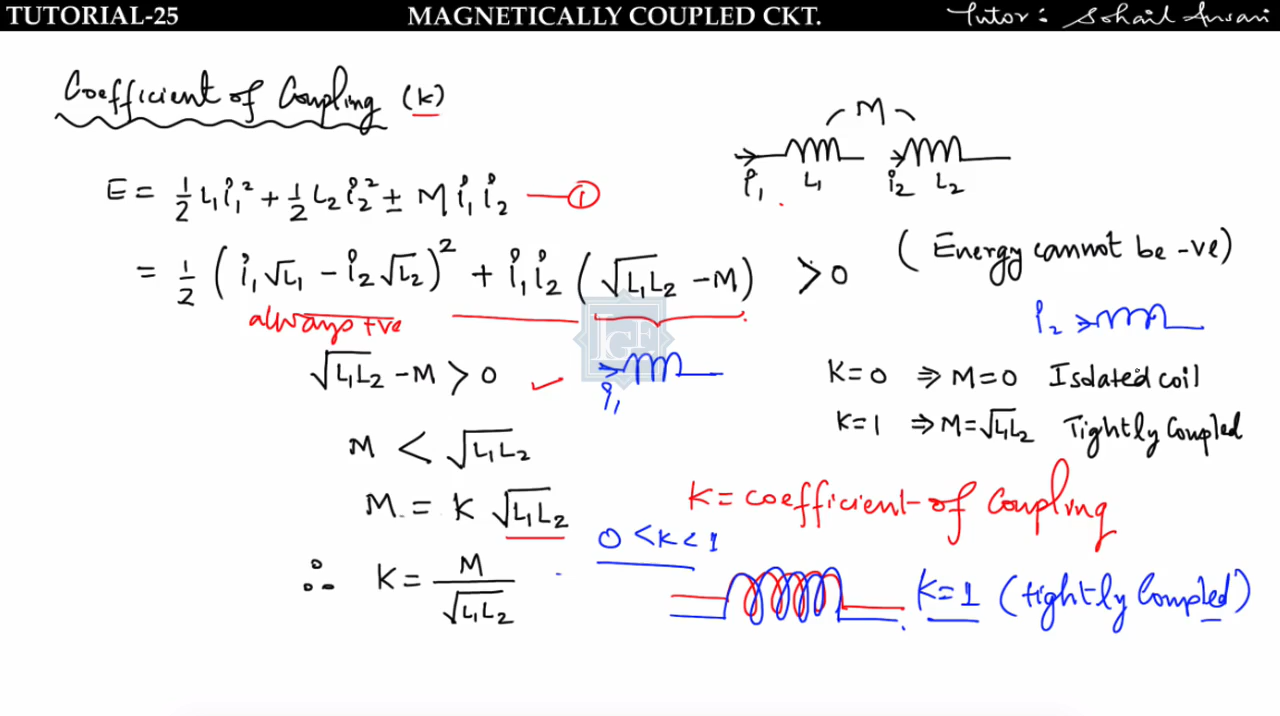 TUTORIAL-25 MAGNETICALLY COUPLED CKT. Tutor: Sohail Ansari
Coefficient of Coupling (k)
M
i₁ L₁ i₂ L₂
E = 1/2 L₁i₁² + 1/2 L₂i₂² ± M i₁i₂ — ①
(Energy cannot be -ve)
= 1/2 (i₁√L₁ - i₂√L₂)² + i₁i₂ (√L₁L₂ - M) > 0
always +ve
i₂
IGE
√L₁L₂ - M > 0 ✓
i₁
K=0 ⇒ M=0 Isolated coil
K=1 ⇒ M=√L₁L₂ Tightly Coupled
M < √L₁L₂
M. = K √L₁L₂
K= coefficient of Coupling
0 <K< 1
∴ K = M/√L₁L₂
K=1 (tightly Coupled)